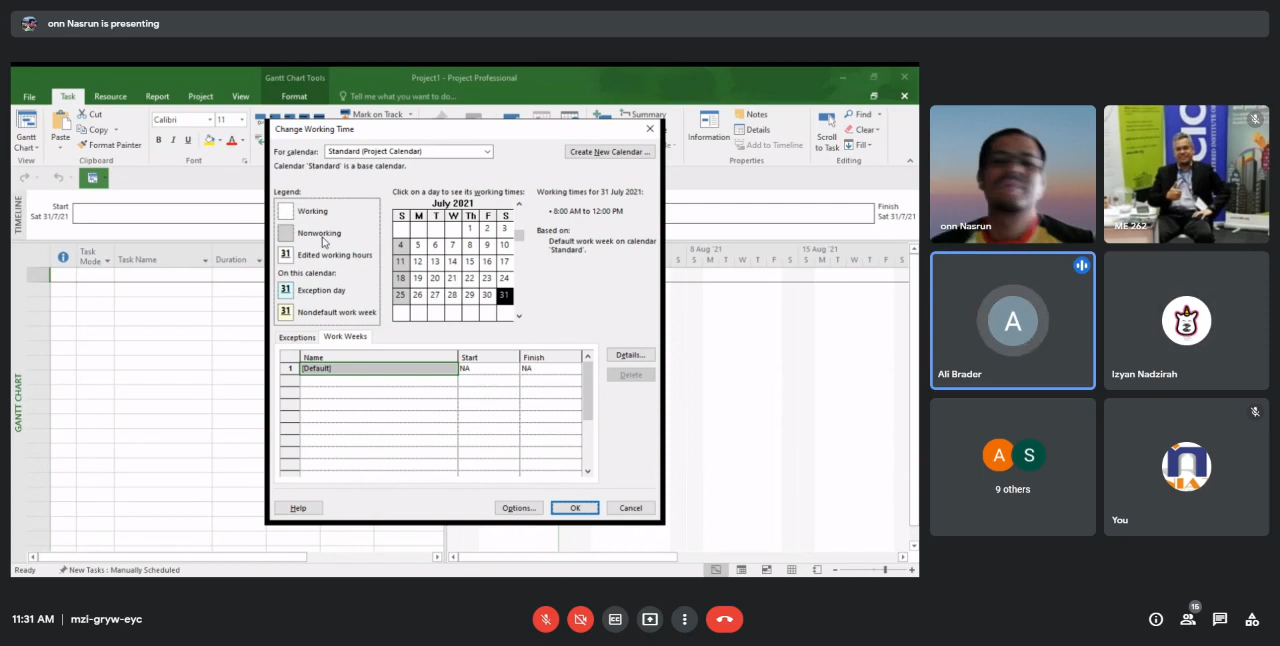 onn Nasrun is presenting
Gantt Chart Tools
Project1 - Project Professional
File Task Resource Report Project View Format Tell me what you want to do...
Cut
Copy
Format Painter
Paste
Gantt
Chart
View
Clipboard
Calibri 11
B I U A
Font
Mark on Track
Summary
Information
Notes
Details
Add to Timeline
Properties
Scroll
to Task
Find
Clear
Fill
Editing
TIMELINE
Start
Sat 31/7/21
Finish
Sat 31/7/21
GANTT CHART
Task
Mode
Task Name
Duration
8 Aug '21 15 Aug '21
S S M T W T F S S M T W T F S
Change Working Time
For calendar: Standard (Project Calendar)
Create New Calendar ...
Calendar 'Standard' is a base calendar.
Legend:
Working
Nonworking
31 Edited working hours
On this calendar:
31 Exception day
31 Nondefault work week
Click on a day to see its working times:
July 2021
S M T W Th F S
1 2 3
4 5 6 7 8 9 10
11 12 13 14 15 16 17
18 19 20 21 22 23 24
25 26 27 28 29 30 31
Working times for 31 July 2021:
• 8:00 AM to 12:00 PM
Based on:
Default work week on calendar
'Standard'.
Exceptions Work Weeks
Name Start Finish
1 [Default] NA NA
Details...
Delete
Help
Options...
OK
Cancel
Ready
New Tasks : Manually Scheduled
onn Nasrun
ME 262
A
Ali Brader
Izyan Nadzirah
A S
9 others
You
11:31 AM | mzi-gryw-eyc
15